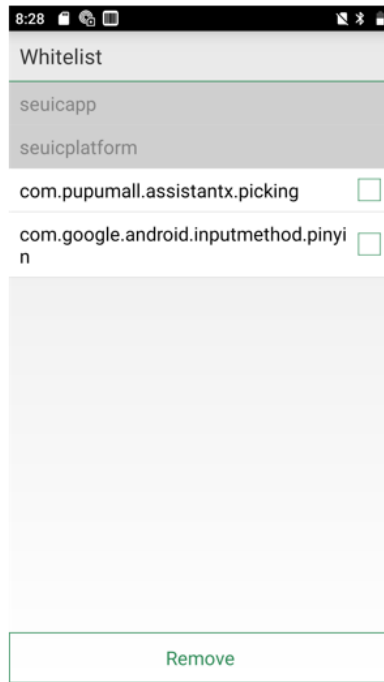 8:28
Whitelist
seuicapp
seuicplatform
com.pupumall.assistantx.picking
com.google.android.inputmethod.pinyi
n
Remove